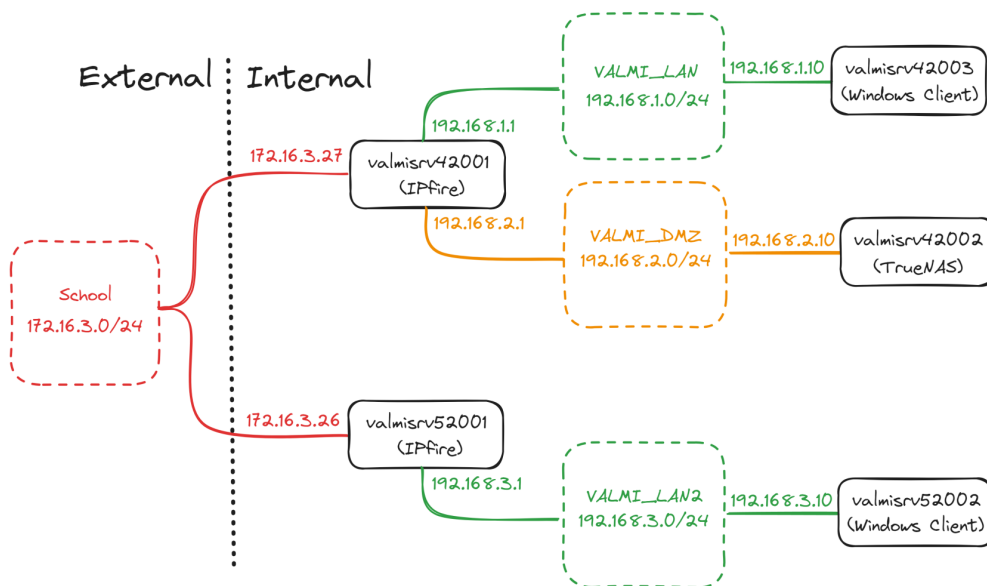 External
Internal
172.16.3.27
192.168.1.1
VALMI_LAN
192.168.1.0/24
192.168.1.10
valmisrv42003
(Windows Client)
valmisrv42001
(IPfire)
192.168.2.1
VALMI_DMZ
192.168.2.0/24
192.168.2.10
valmisrv42002
(TrueNAS)
School
172.16.3.0/24
172.16.3.26
valmisrv52001
(IPfire)
192.168.3.1
VALMI_LAN2
192.168.3.0/24
192.168.3.10
valmisrv52002
(Windows Client)